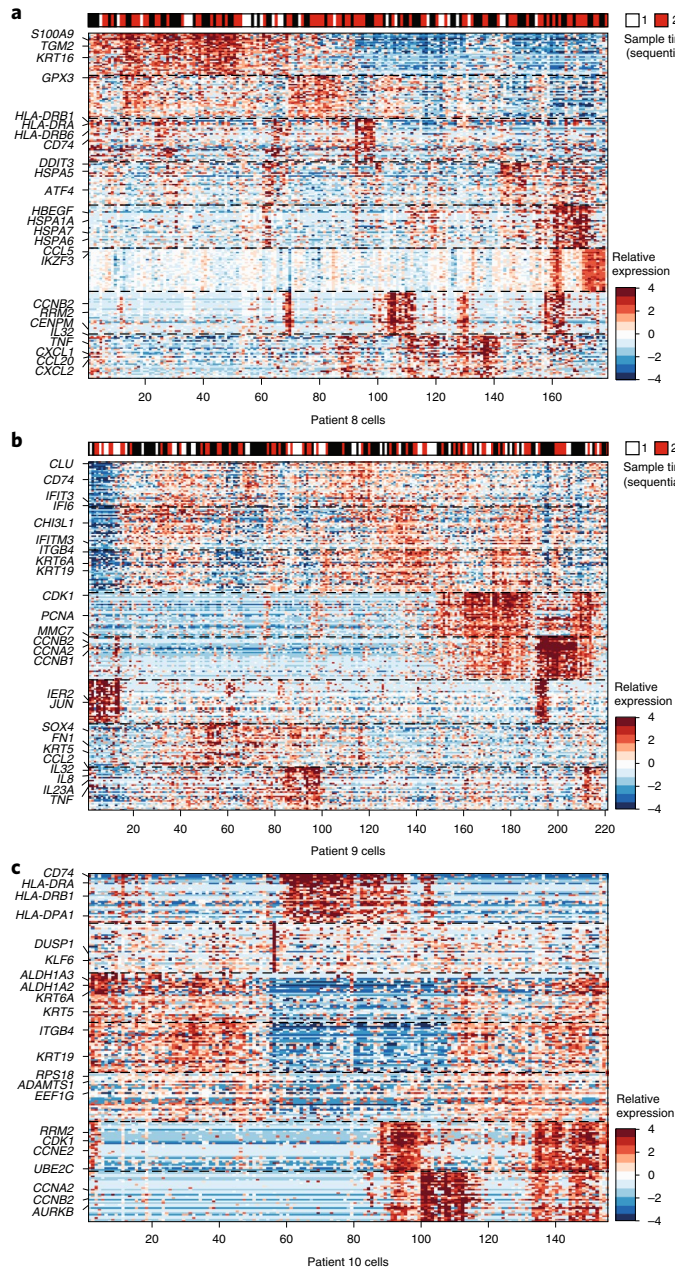 a
1 2
Sample tim
(sequentia
S100A9
TGM2
KRT16
GPX3
HLA-DRB1
HLA-DRA
HLA-DRB6
CD74
DDIT3
HSPA5
ATF4
HBEGF
HSPA1A
HSPA7
HSPA6
CCL5
IKZF3
CCNB2
RRM2
CENPM
IL32
TNF
CXCL1
CCL20
CXCL2
Relative
expression
4
2
0
−2
−4
20 40 60 80 100 120 140 160
Patient 8 cells
b
1 2
Sample tim
(sequentia
CLU
CD74
IFIT3
IFI6
CHI3L1
IFITM3
ITGB4
KRT6A
KRT19
CDK1
PCNA
MMC7
CCNB2
CCNA2
CCNB1
IER2
JUN
SOX4
FN1
KRT5
CCL2
IL32
IL8
IL23A
TNF
Relative
expression
4
2
0
−2
−4
20 40 60 80 100 120 140 160 180 200 220
Patient 9 cells
c
CD74
HLA-DRA
HLA-DRB1
HLA-DPA1
DUSP1
KLF6
ALDH1A3
ALDH1A2
KRT6A
KRT5
ITGB4
KRT19
RPS18
ADAMTS1
EEF1G
RRM2
CDK1
CCNE2
UBE2C
CCNA2
CCNB2
AURKB
Relative
expression
4
2
0
−2
−4
20 40 60 80 100 120 140
Patient 10 cells